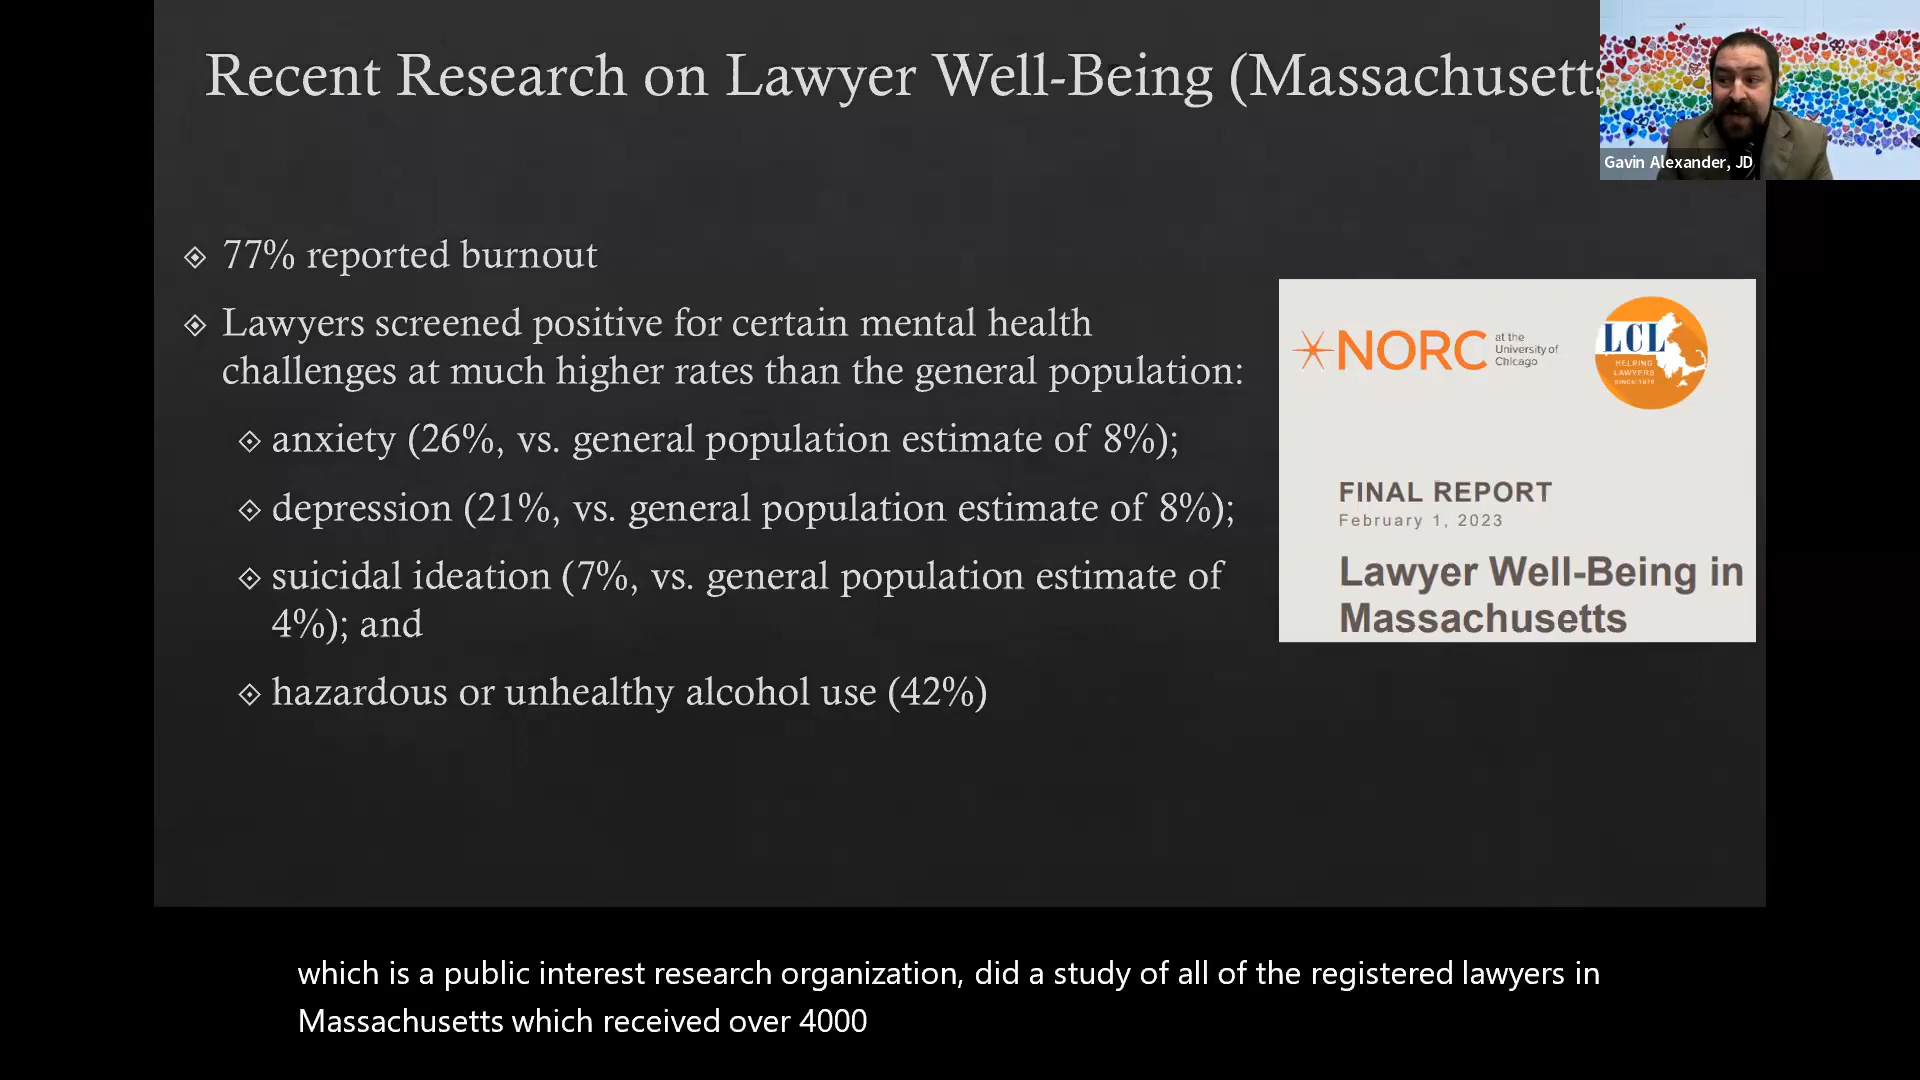 Recent Research on Lawyer Well-Being (Massachusetts
Gavin Alexander, JD
77% reported burnout
Lawyers screened positive for certain mental health
challenges at much higher rates than the general population:
anxiety (26%, vs. general population estimate of 8%);
depression (21%, vs. general population estimate of 8%);
suicidal ideation (7%, vs. general population estimate of
4%); and
hazardous or unhealthy alcohol use (42%)
NORC
at the
University of
Chicago
LCL
HELPING
LAWYERS
SINCE 1978
FINAL REPORT
February 1, 2023
Lawyer Well-Being in
Massachusetts
which is a public interest research organization, did a study of all of the registered lawyers in
Massachusetts which received over 4000